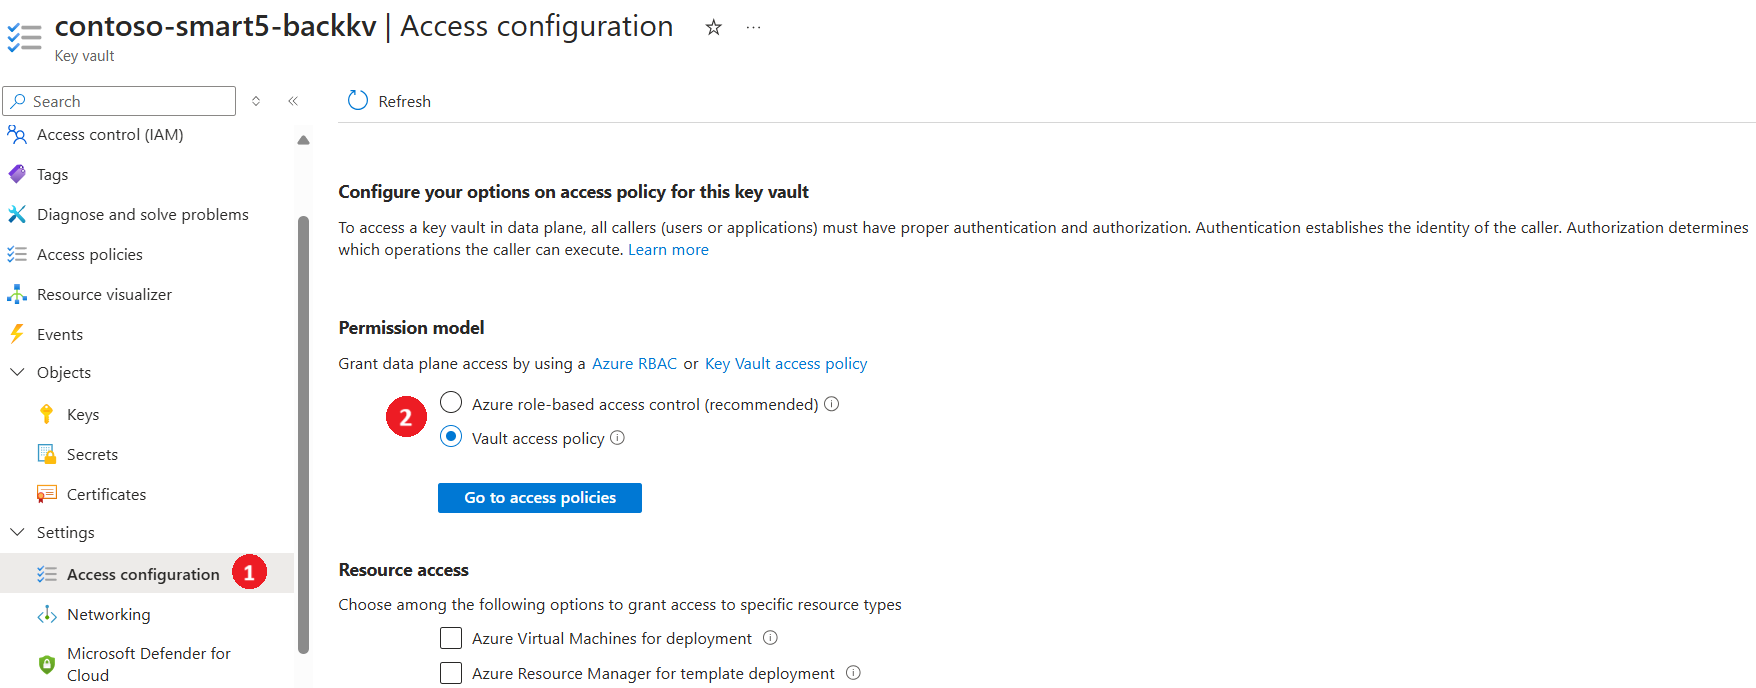 contoso-smart5-backkv | Access configuration
Key vault
Search
Refresh
Access control (IAM)
Tags
Diagnose and solve problems
Access policies
Resource visualizer
Events
Objects
Keys
Secrets
Certificates
Settings
Access configuration
1
Networking
Microsoft Defender for
Cloud
Configure your options on access policy for this key vault
To access a key vault in data plane, all callers (users or applications) must have proper authentication and authorization. Authentication establishes the identity of the caller. Authorization determines
which operations the caller can execute. Learn more
Permission model
Grant data plane access by using a Azure RBAC or Key Vault access policy
2
Azure role-based access control (recommended)
Vault access policy
Go to access policies
Resource access
Choose among the following options to grant access to specific resource types
Azure Virtual Machines for deployment
Azure Resource Manager for template deployment